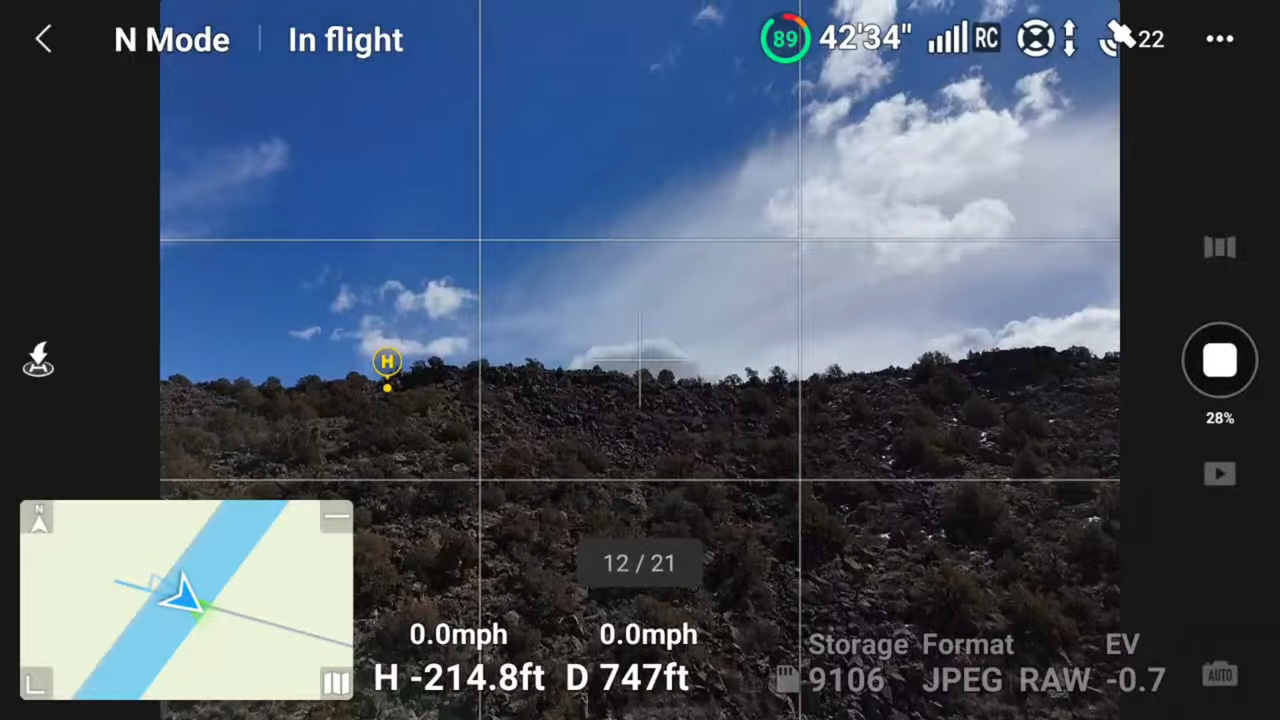 N Mode
In flight
89
42'34"
RC
22
H
28%
N
12 / 21
0.0mph
0.0mph
H -214.8ft
D 747ft
Storage
9106
Format
JPEG RAW
EV
-0.7
AUTO